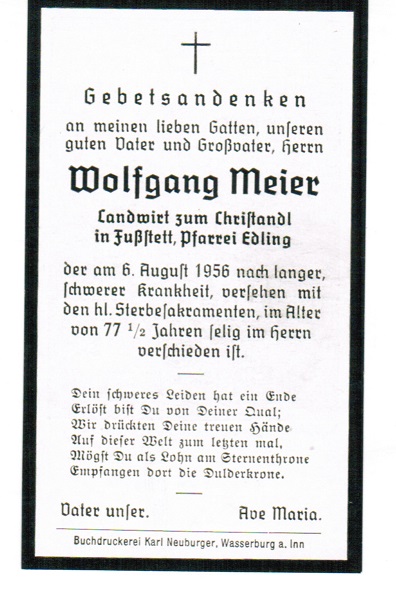 Gebetsandenken
an meinen lieben Gatten, unseren
guten Vater und Großvater, Herrn
Wolfgang Meier
Landwirt zum Christandl
in Fußstett, Pfarrei Edling
der am 6. August 1956 nach langer,
schwerer Krankheit, versehen mit
den hl. Sterbesakramenten, im Alter
von 77 1/2 Jahren selig im Herrn
verschieden ist.
Dein schweres Leiden hat ein Ende
Erlöst bist Du von Deiner Qual;
Wir drückten Deine treuen Hände
Auf dieser Welt zum letzten mal,
Mögst Du als Lohn am Sternenthrone
Empfangen dort die Dulderkrone.
Vater unser. Ave Maria.
Buchdruckerei Karl Neuburger, Wasserburg a. Inn